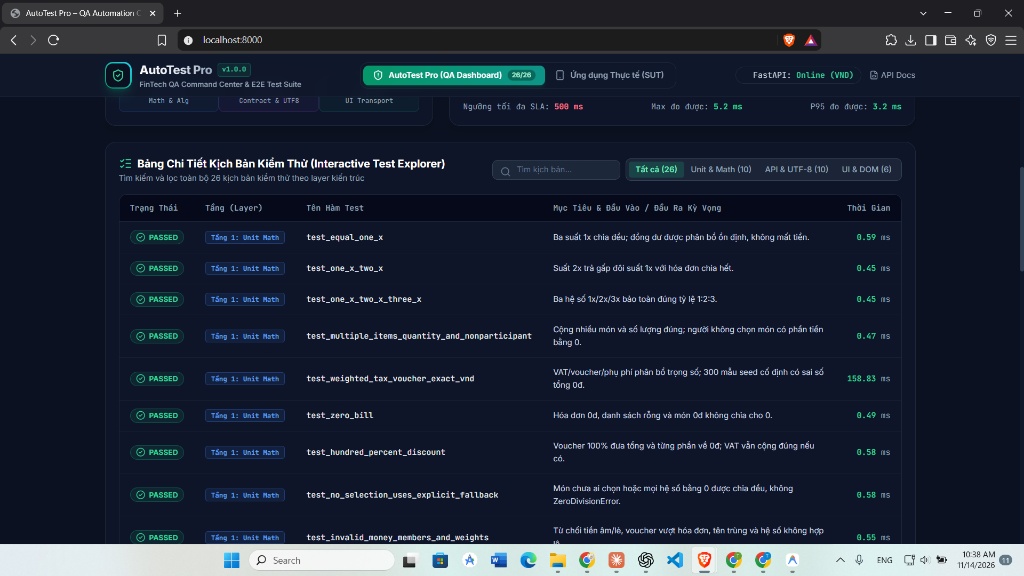 AutoTest Pro – QA Automation C
localhost:8000
AutoTest Pro v1.0.0
FinTech QA Command Center & E2E Test Suite
AutoTest Pro (QA Dashboard) 26/26
Ứng dụng Thực tế (SUT)
FastAPI: Online (VND)
API Docs
Math & Alg
Contract & UTF8
UI Transport
Ngưỡng tối đa SLA: 500 ms
Max đo được: 5.2 ms
P95 đo được: 3.2 ms
Bảng Chi Tiết Kịch Bản Kiểm Thử (Interactive Test Explorer)
Tìm kiếm và lọc toàn bộ 26 kịch bản kiểm thử theo layer kiến trúc
Tìm kịch bản...
Tất cả (26)
Unit & Math (10)
API & UTF-8 (10)
UI & DOM (6)
Trạng Thái
Tầng (Layer)
Tên Hàm Test
Mục Tiêu & Đầu Vào / Đầu Ra Kỳ Vọng
Thời Gian
PASSED Tầng 1: Unit Math test_equal_one_x Ba suất 1x chia đều; đồng dư được phân bổ ổn định, không mất tiền. 0.59 ms
PASSED Tầng 1: Unit Math test_one_x_two_x Suất 2x trả gấp đôi suất 1x với hóa đơn chia hết. 0.45 ms
PASSED Tầng 1: Unit Math test_one_x_two_x_three_x Ba hệ số 1x/2x/3x bảo toàn đúng tỷ lệ 1:2:3. 0.45 ms
PASSED Tầng 1: Unit Math test_multiple_items_quantity_and_nonparticipant Cộng nhiều món và số lượng đúng; người không chọn món có phần tiền
bằng 0. 0.47 ms
PASSED Tầng 1: Unit Math test_weighted_tax_voucher_exact_vnd VAT/voucher/phụ phí phân bổ trọng số; 300 mẫu seed cố định có sai số
tổng 0đ. 158.83 ms
PASSED Tầng 1: Unit Math test_zero_bill Hóa đơn 0đ, danh sách rỗng và món 0đ không chia cho 0. 0.49 ms
PASSED Tầng 1: Unit Math test_hundred_percent_discount Voucher 100% đưa tổng và từng phần về 0đ; VAT vẫn cộng đúng nếu
có. 0.58 ms
PASSED Tầng 1: Unit Math test_no_selection_uses_explicit_fallback Món chưa ai chọn hoặc mọi hệ số bằng 0 được chia đều, không
ZeroDivisionError. 0.58 ms
PASSED Tầng 1: Unit Math test_invalid_money_members_and_weights Từ chối tiền âm/lẻ, voucher vượt hóa đơn, tên trùng và hệ số không hợp
lệ. 0.55 ms
Search
ENG
10:38 AM
11/14/2026
11